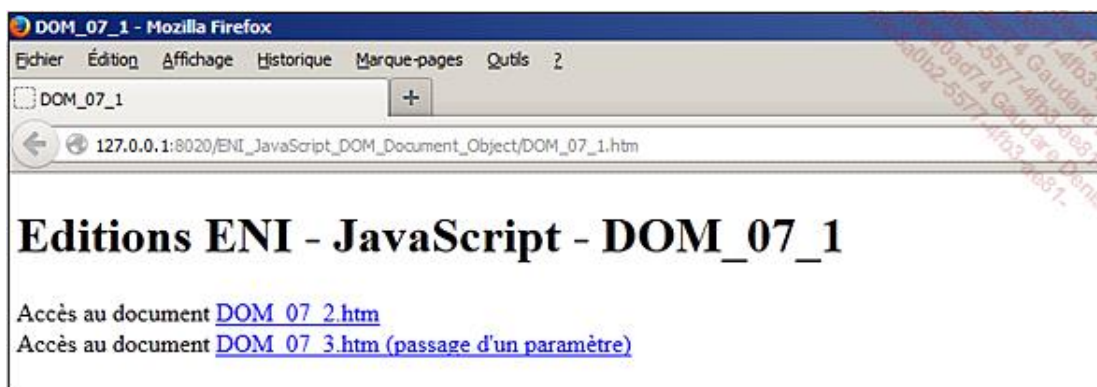 DOM_07_1 - Mozilla Firefox
Fichier Édition Affichage Historique Marque-pages Outils ?
DOM_07_1 +
127.0.0.1:8020/ENI_JavaScript_DOM_Document_Object/DOM_07_1.htm
Editions ENI - JavaScript - DOM_07_1
Accès au document DOM_07_2.htm
Accès au document DOM_07_3.htm (passage d'un paramètre)